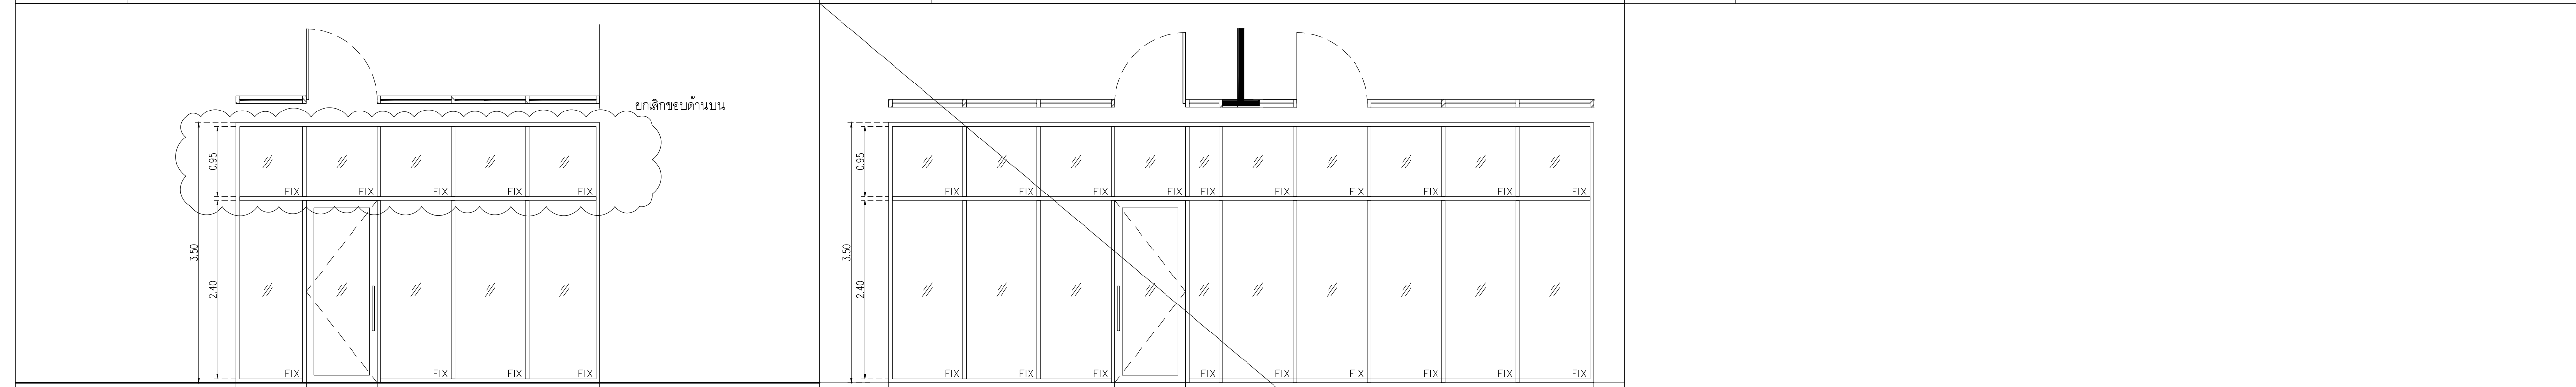 ยกเลิกขอบด้านบน
0.95
FIX FIX FIX FIX FIX
3.50
2.40
FIX FIX FIX FIX
0.95
FIX FIX FIX FIX FIX FIX FIX FIX FIX FIX
3.50
2.40
FIX FIX FIX FIX FIX FIX FIX FIX FIX